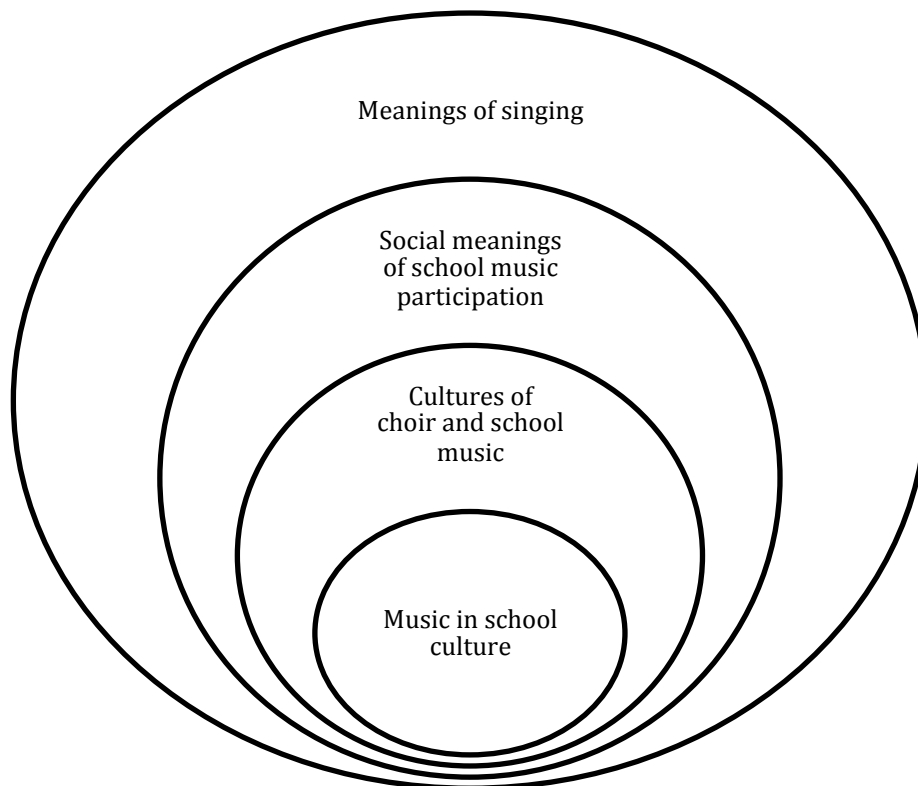 Meanings of singing
Social meanings
of school music
participation
Cultures of
choir and school
music
Music in school
culture